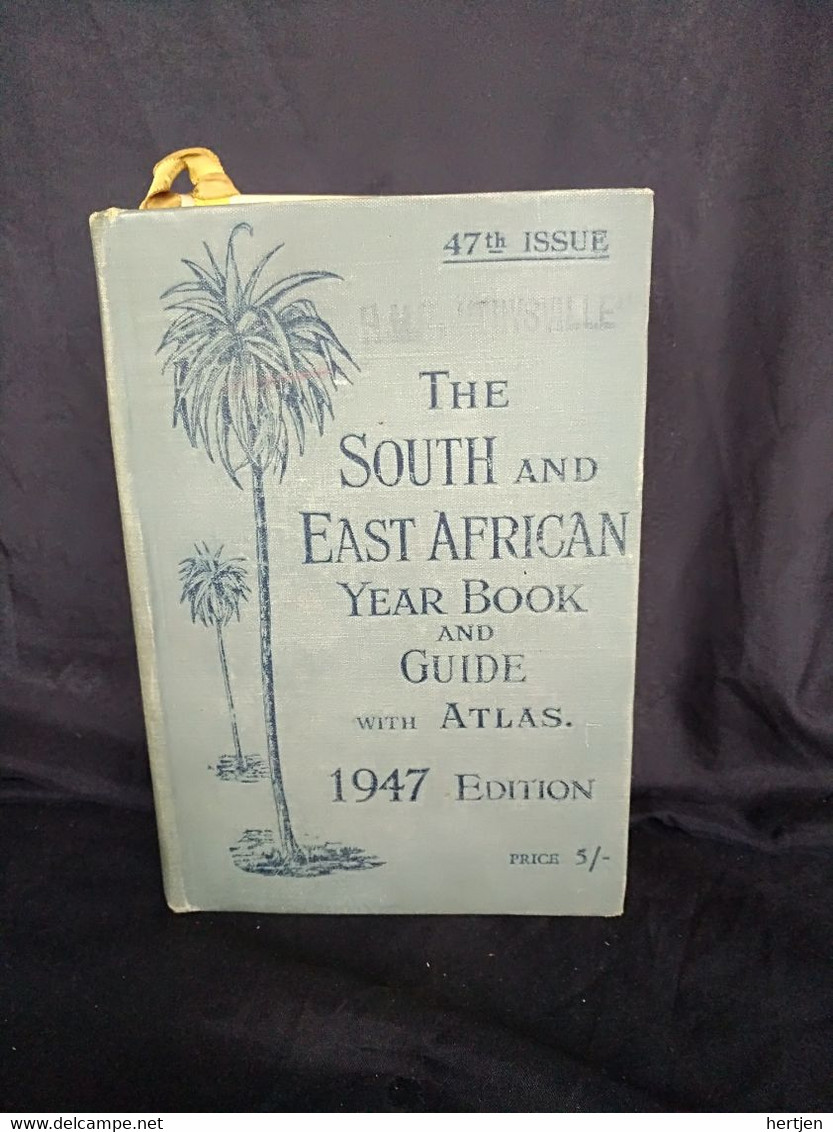 47th ISSUE
THE
SOUTH AND
EAST AFRICAN
YEAR BOOK
AND
GUIDE
WITH ATLAS.
1947 EDITION
PRICE 5/-
© 2022 www.delcampe.net
hertjen